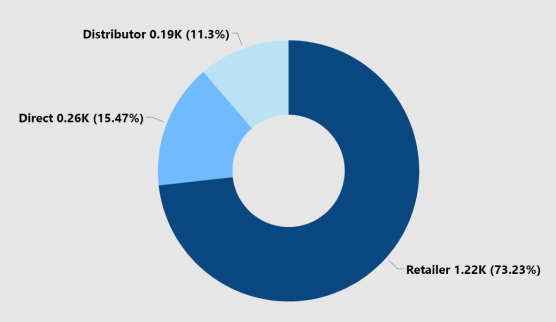 Distributor 0.19K (11.3%)
Direct 0.26K (15.47%)
Retailer 1.22K (73.23%)